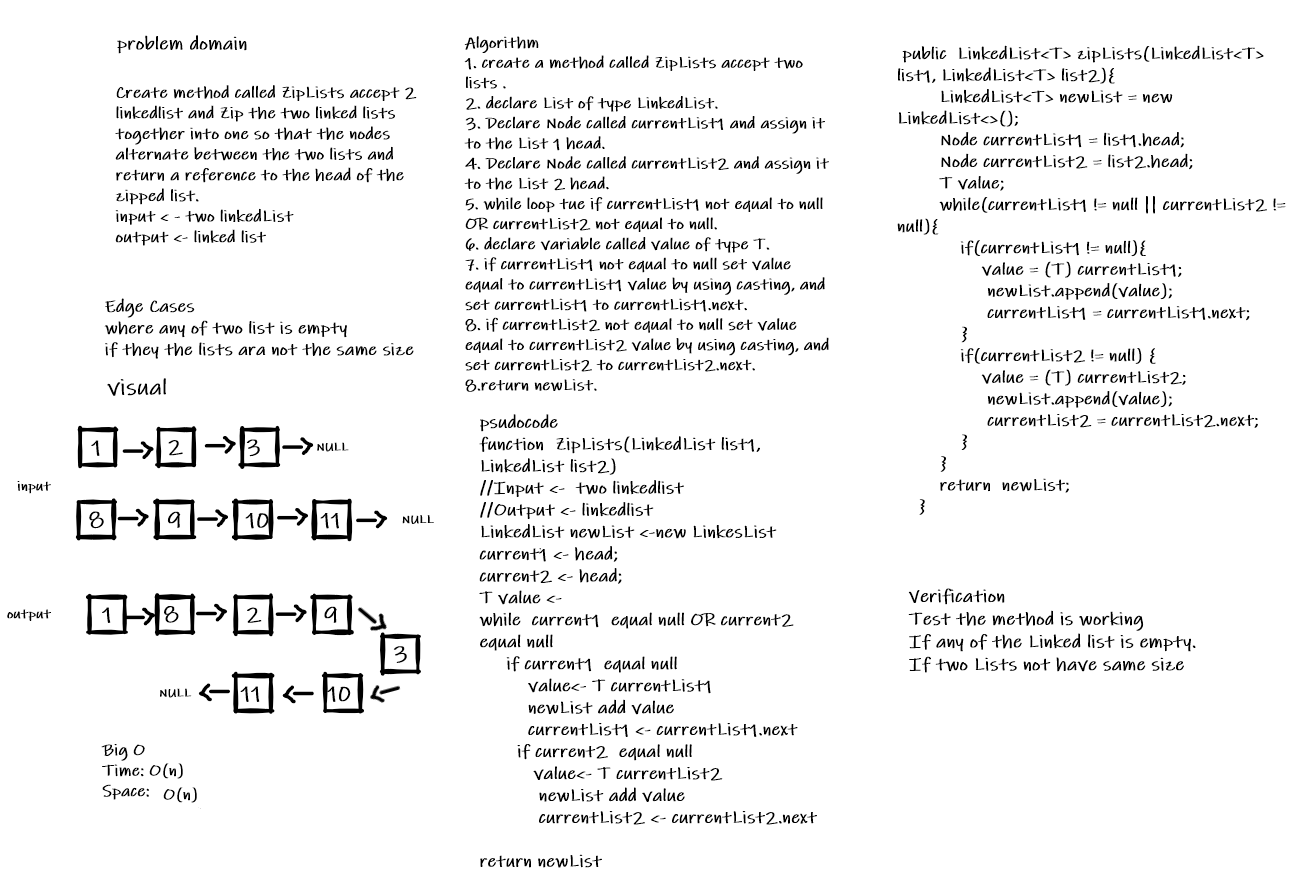 problem domain
Create method called ZipLists accept 2
linkedlist and Zip the two linked lists
together into one so that the nodes
alternate between the two lists and
return a reference to the head of the
zipped list.
input < - two linkedList
output <- linked list
Edge Cases
where any of two list is empty
if they the lists ara not the same size
visual
1 2 3 NULL
input
8 9 10 11 NULL
output
1 8 2 9
3
NULL 11 10
Big O
Time: O(n)
Space: O(n)
Algorithm
1. create a method called ZipLists accept two
lists .
2. declare List of type LinkedList.
3. Declare Node called currentList1 and assign it
to the List 1 head.
4. Declare Node called currentList2 and assign it
to the List 2 head.
5. while loop tue if currentList1 not equal to null
OR currentList2 not equal to null.
6. declare variable called value of type T.
7. if currentList1 not equal to null set value
equal to currentList1 value by using casting, and
set currentList1 to currentList1.next.
8. if currentList2 not equal to null set value
equal to currentList2 value by using casting, and
set currentList2 to currentList2.next.
8.return newList.
psudocode
function ZipLists(LinkedList list1,
LinkedList list2)
//Input <- two linkedlist
//Output <- linkedlist
LinkedList newList <-new LinkesList
current1 <- head;
current2 <- head;
T value <-
while current1 equal null OR current2
equal null
if current1 equal null
value<- T currentList1
newList add value
currentList1 <- currentList1.next
if current2 equal null
value<- T currentList2
newList add value
currentList2 <- currentList2.next
return newList
public LinkedList<T> zipLists(LinkedList<T>
list1, LinkedList<T> list2){
LinkedList<T> newList = new
LinkedList<>();
Node currentList1 = list1.head;
Node currentList2 = list2.head;
T value;
while(currentList1 != null || currentList2 !=
null){
if(currentList1 != null){
value = (T) currentList1;
newList.append(value);
currentList1 = currentList1.next;
}
if(currentList2 != null) {
value = (T) currentList2;
newList.append(value);
currentList2 = currentList2.next;
}
}
return newList;
}
Verification
Test the method is working
If any of the Linked list is empty.
If two Lists not have same size